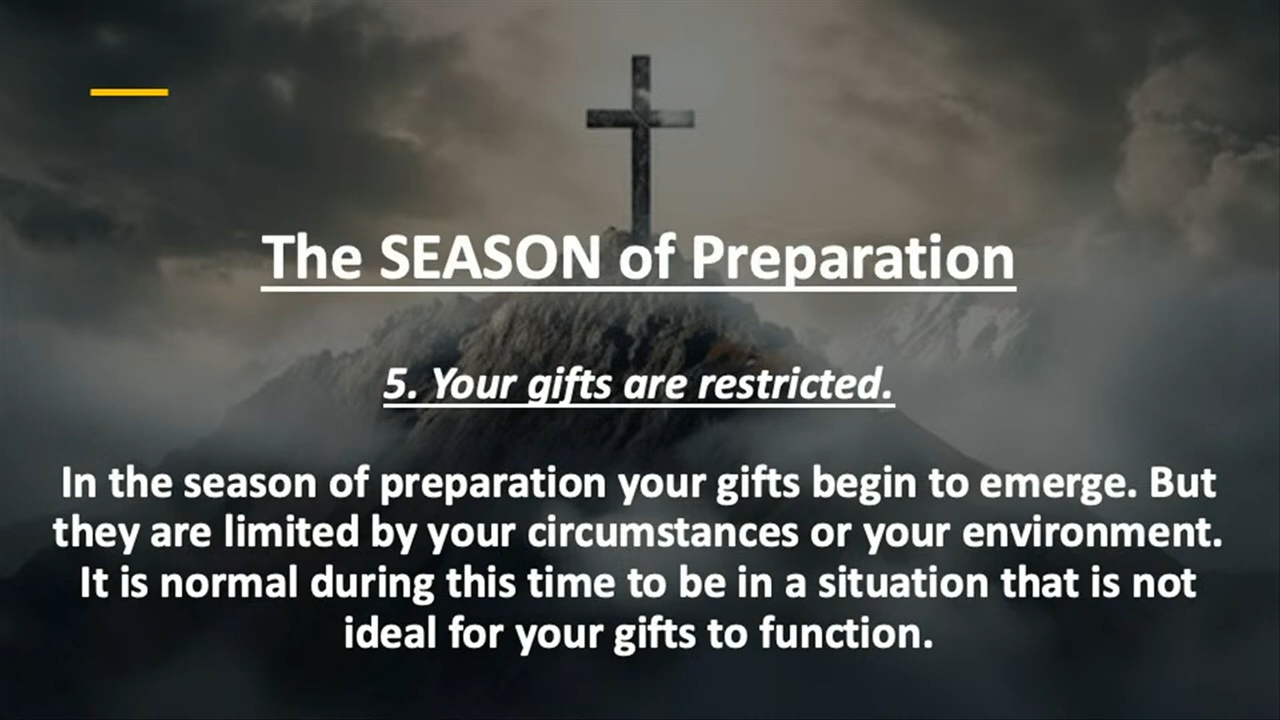 The SEASON of Preparation
5. Your gifts are restricted.
In the season of preparation your gifts begin to emerge. But
they are limited by your circumstances or your environment.
It is normal during this time to be in a situation that is not
ideal for your gifts to function.